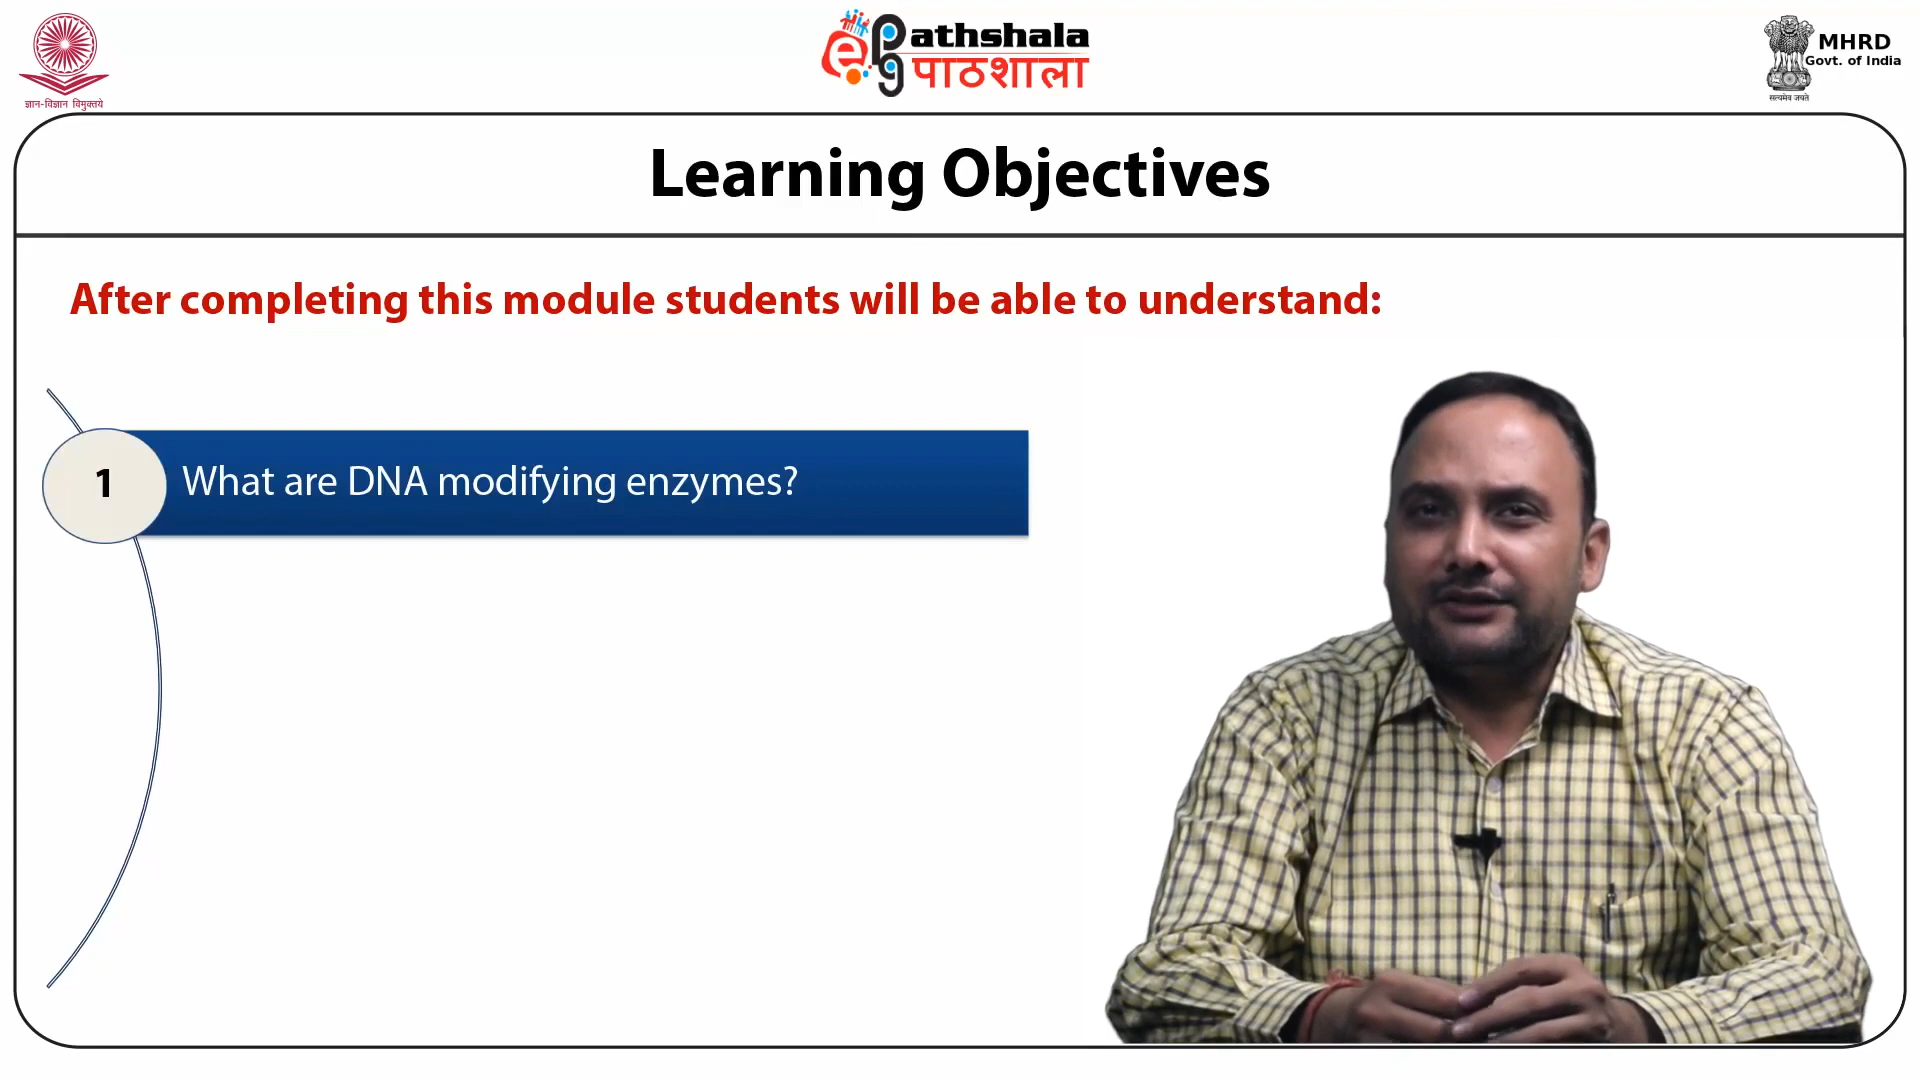 ज्ञान-विज्ञान विमुक्तये
ePathshala
पाठशाला
MHRD
Govt. of India
सत्यमेव जयते
Learning Objectives
After completing this module students will be able to understand:
1 What are DNA modifying enzymes?